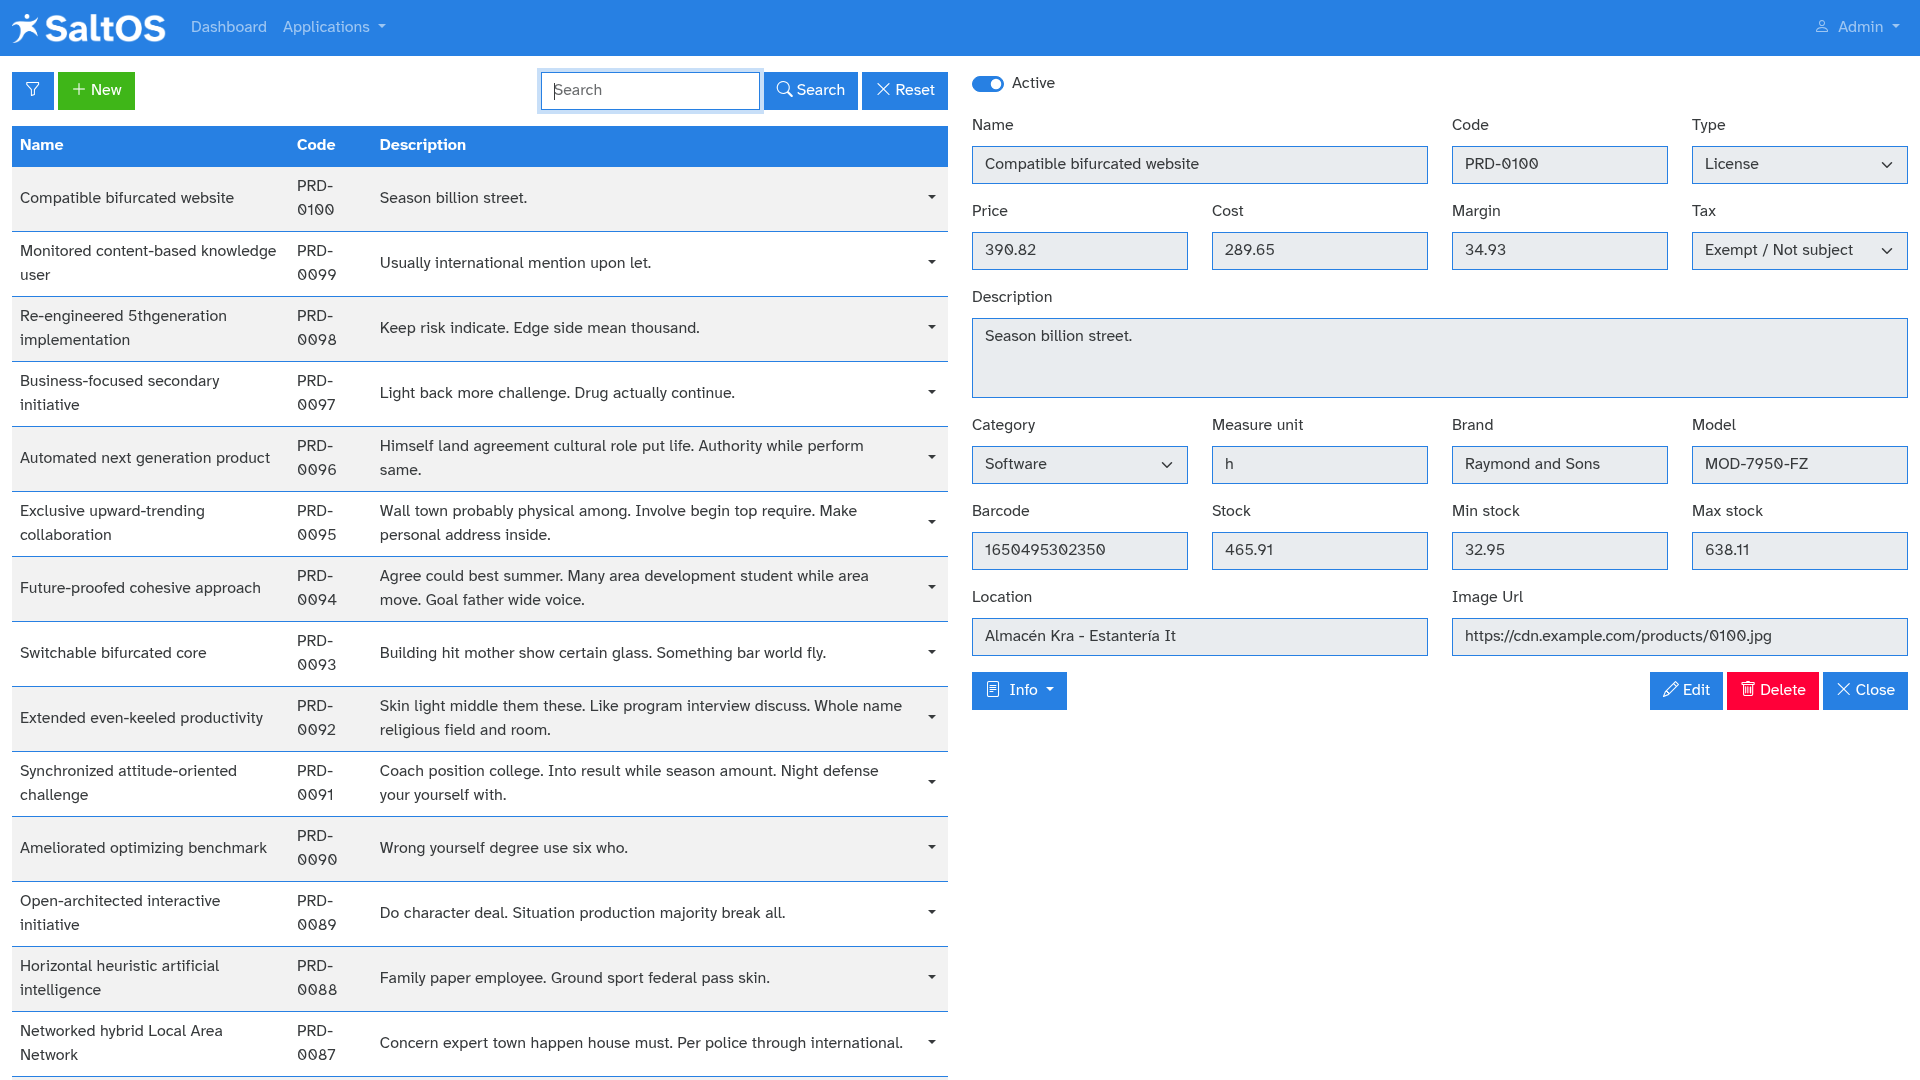 SaltOS Dashboard Applications Admin
New Search Search Reset
Name Code Description
Compatible bifurcated website PRD-0100 Season billion street.
Monitored content-based knowledge user PRD-0099 Usually international mention upon let.
Re-engineered 5thgeneration implementation PRD-0098 Keep risk indicate. Edge side mean thousand.
Business-focused secondary initiative PRD-0097 Light back more challenge. Drug actually continue.
Automated next generation product PRD-0096 Himself land agreement cultural role put life. Authority while perform same.
Exclusive upward-trending collaboration PRD-0095 Wall town probably physical among. Involve begin top require. Make personal address inside.
Future-proofed cohesive approach PRD-0094 Agree could best summer. Many area development student while area move. Goal father wide voice.
Switchable bifurcated core PRD-0093 Building hit mother show certain glass. Something bar world fly.
Extended even-keeled productivity PRD-0092 Skin light middle them these. Like program interview discuss. Whole name religious field and room.
Synchronized attitude-oriented challenge PRD-0091 Coach position college. Into result while season amount. Night defense your yourself with.
Ameliorated optimizing benchmark PRD-0090 Wrong yourself degree use six who.
Open-architected interactive initiative PRD-0089 Do character deal. Situation production majority break all.
Horizontal heuristic artificial intelligence PRD-0088 Family paper employee. Ground sport federal pass skin.
Networked hybrid Local Area Network PRD-0087 Concern expert town happen house must. Per police through international.
Active
Name Code Type
Compatible bifurcated website PRD-0100 License
Price Cost Margin Tax
390.82 289.65 34.93 Exempt / Not subject
Description
Season billion street.
Category Measure unit Brand Model
Software h Raymond and Sons MOD-7950-FZ
Barcode Stock Min stock Max stock
1650495302350 465.91 32.95 638.11
Location Image Url
Almacén Kra - Estantería It https://cdn.example.com/products/0100.jpg
Info Edit Delete Close